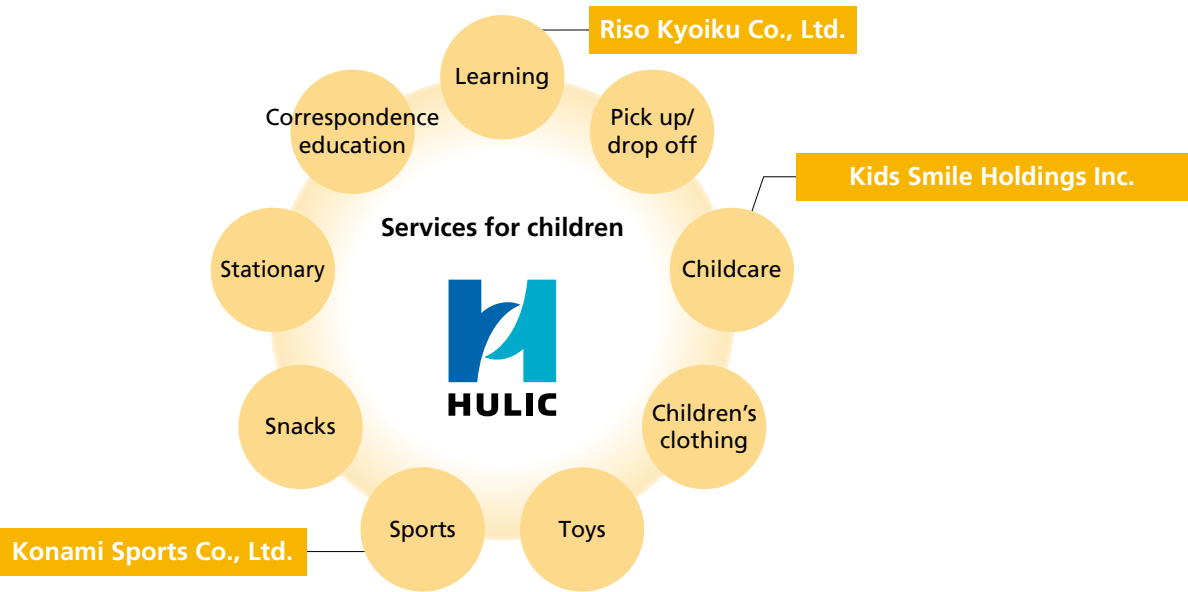 Riso Kyoiku Co., Ltd.
Learning
Correspondence
education
Pick up/
drop off
Kids Smile Holdings Inc.
Services for children
Stationary
Childcare
HULIC
Snacks
Children’s
clothing
Sports
Toys
Konami Sports Co., Ltd.